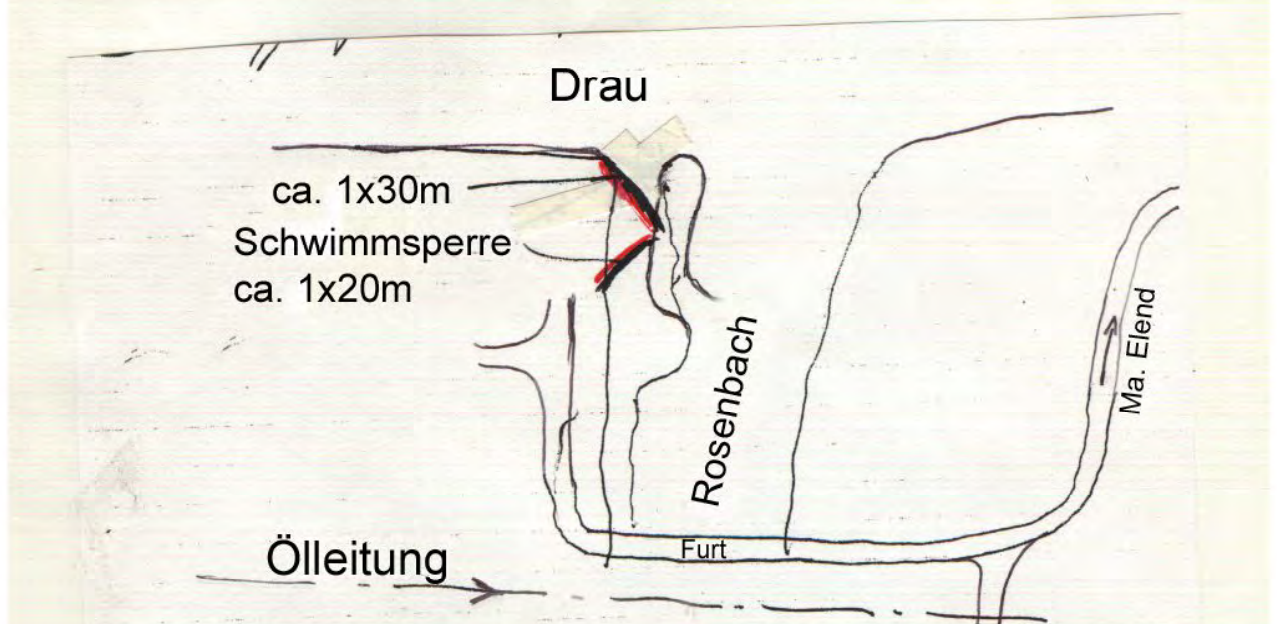 Drau
ca. 1x30m
Schwimmsperre
ca. 1x20m
Rosenbach
Ma. Elend
Furt
Ölleitung